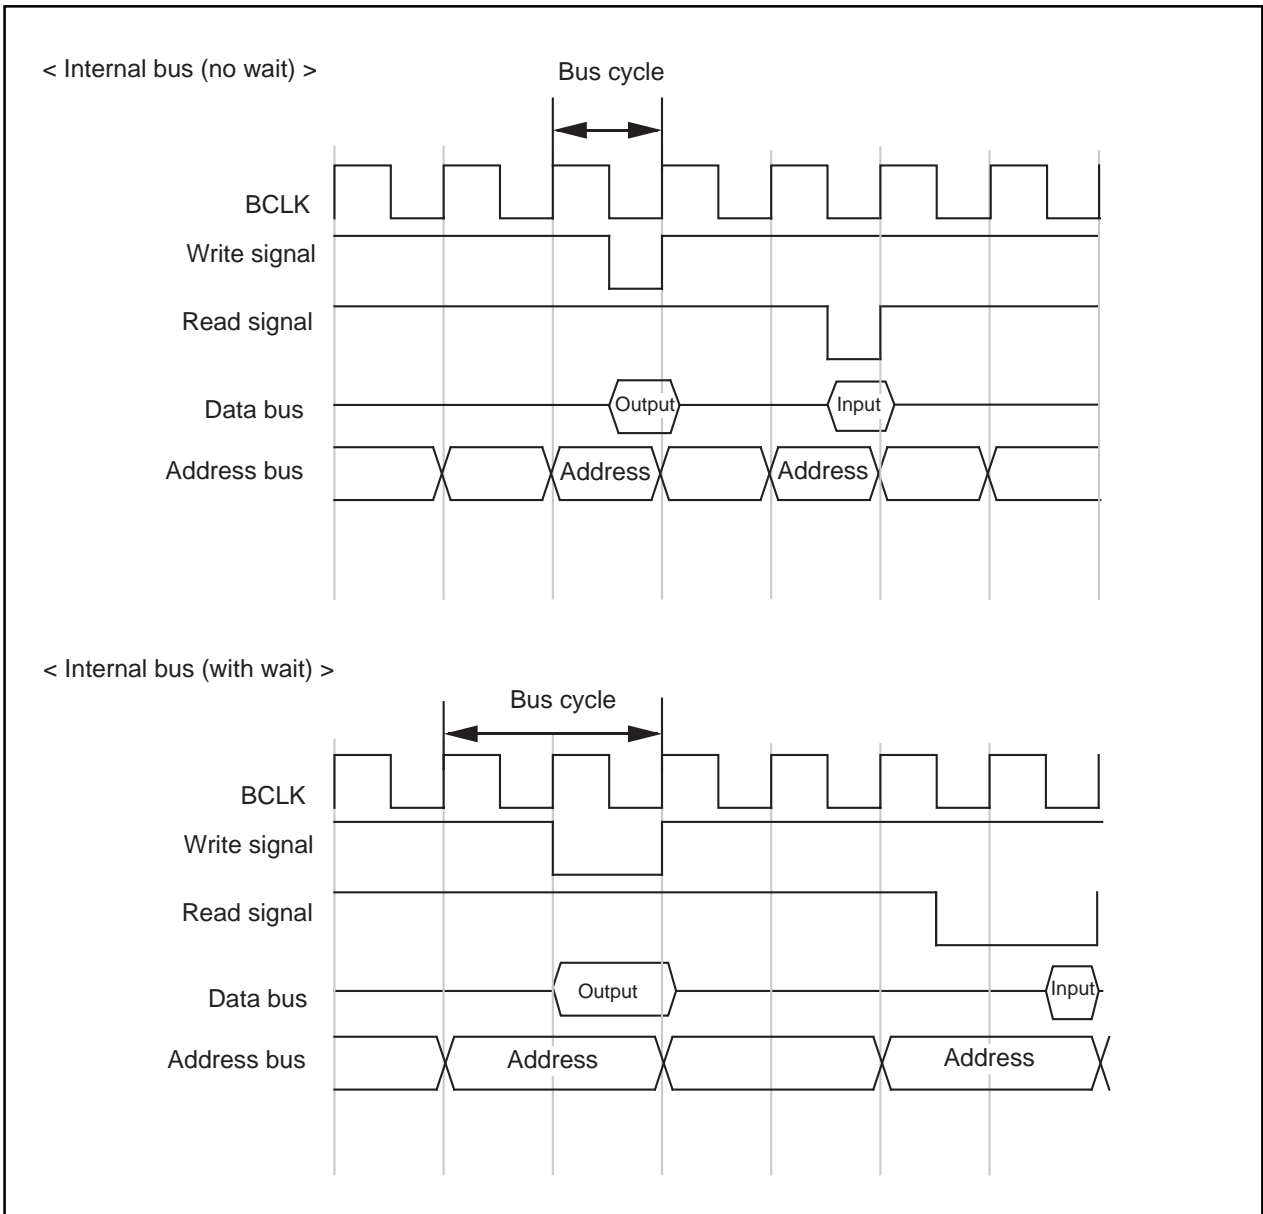 < Internal bus (no wait) >
Bus cycle
BCLK
Write signal
Read signal
Data bus
Output
Input
Address bus
Address
Address
< Internal bus (with wait) >
Bus cycle
BCLK
Write signal
Read signal
Data bus
Output
Input
Address bus
Address
Address